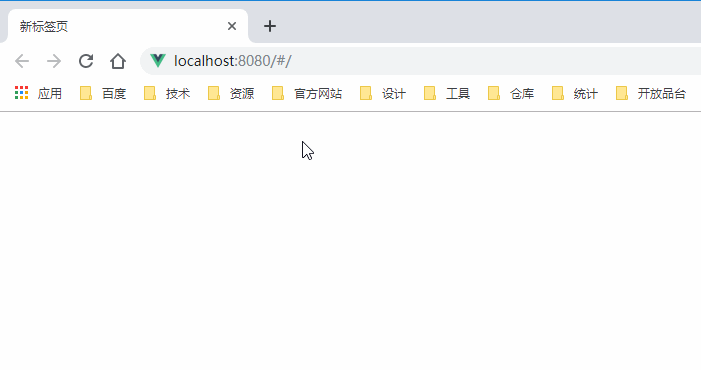 新标签页
localhost:8080/#/
应用 百度 技术 资源 官方网站 设计 工具 仓库 统计 开放品台